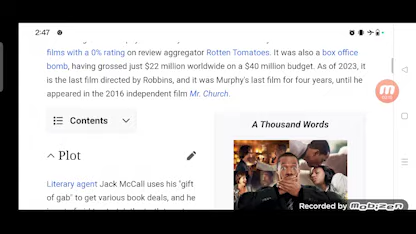 2:47
films with a 0% rating on review aggregator Rotten Tomatoes. It was also a box office
bomb, having grossed just $22 million worldwide on a $40 million budget. As of 2023, it
is the last film directed by Robbins, and it was Murphy's last film for four years, until he
appeared in the 2016 independent film Mr. Church.
Contents
A Thousand Words
Plot
Literary agent Jack McCall uses his "gift
of gab" to get various book deals, and he
Recorded by MOBIZEN